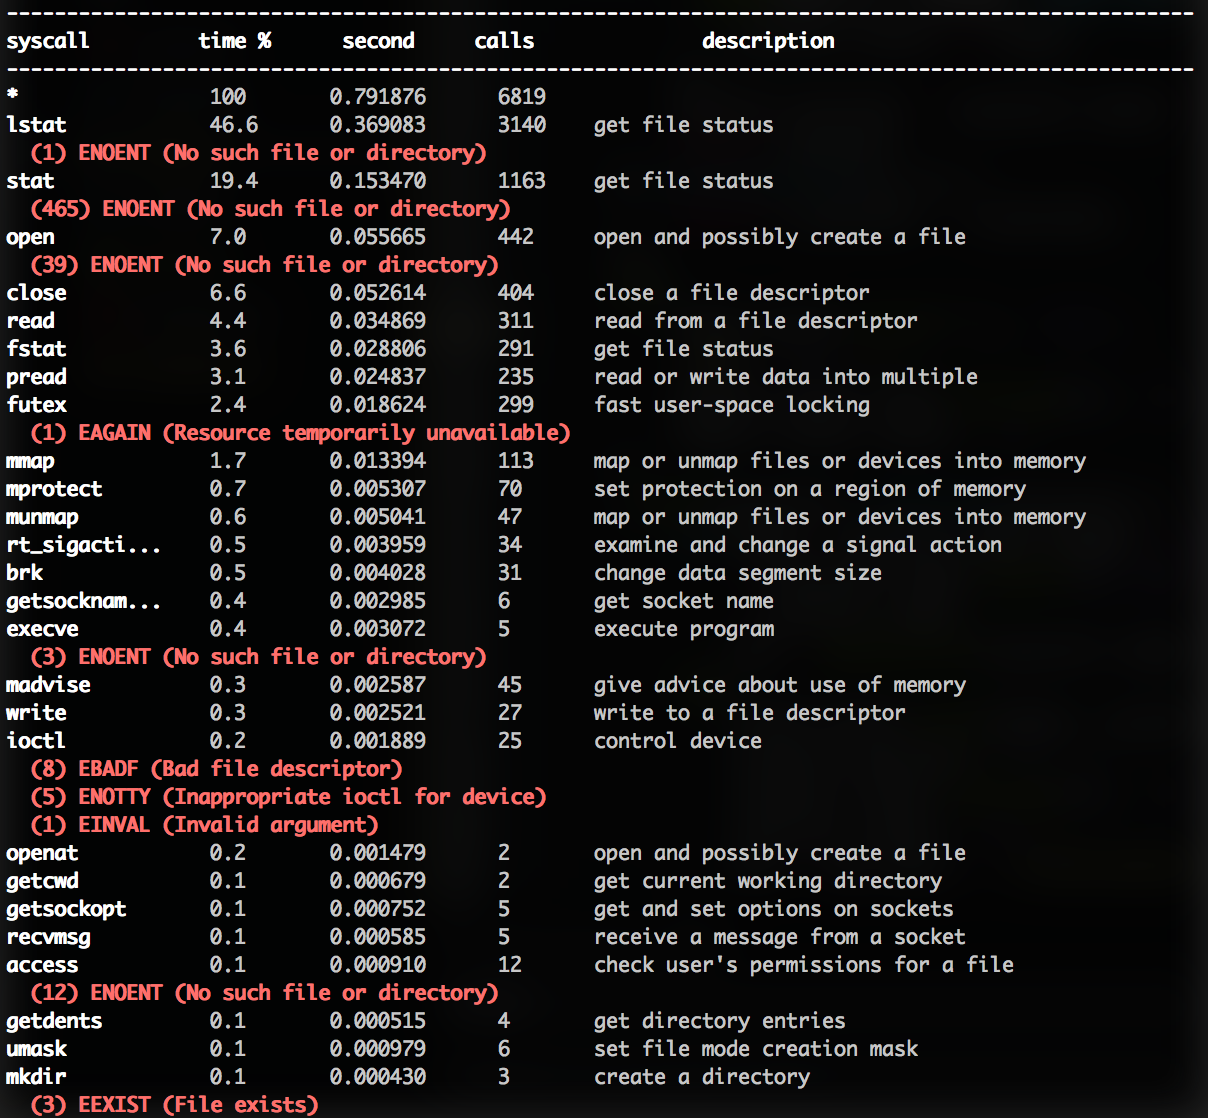 ---------------------------------------------------------------------------------------------------
syscall         time %      second     calls              description
---------------------------------------------------------------------------------------------------
*                100       0.791876      6819
lstat            46.6      0.369083      3140    get file status
  (1) ENOENT (No such file or directory)
stat             19.4      0.153470      1163    get file status
  (465) ENOENT (No such file or directory)
open             7.0       0.055665      442     open and possibly create a file
  (39) ENOENT (No such file or directory)
close            6.6       0.052614      404     close a file descriptor
read             4.4       0.034869      311     read from a file descriptor
fstat            3.6       0.028806      291     get file status
pread            3.1       0.024837      235     read or write data into multiple
futex            2.4       0.018624      299     fast user-space locking
  (1) EAGAIN (Resource temporarily unavailable)
mmap             1.7       0.013394      113     map or unmap files or devices into memory
mprotect         0.7       0.005307      70      set protection on a region of memory
munmap           0.6       0.005041      47      map or unmap files or devices into memory
rt_sigacti...    0.5       0.003959      34      examine and change a signal action
brk              0.5       0.004028      31      change data segment size
getsocknam...    0.4       0.002985      6       get socket name
execve           0.4       0.003072      5       execute program
  (3) ENOENT (No such file or directory)
madvise          0.3       0.002587      45      give advice about use of memory
write            0.3       0.002521      27      write to a file descriptor
ioctl            0.2       0.001889      25      control device
  (8) EBADF (Bad file descriptor)
  (5) ENOTTY (Inappropriate ioctl for device)
  (1) EINVAL (Invalid argument)
openat           0.2       0.001479      2       open and possibly create a file
getcwd           0.1       0.000679      2       get current working directory
getsockopt       0.1       0.000752      5       get and set options on sockets
recvmsg          0.1       0.000585      5       receive a message from a socket
access           0.1       0.000910      12      check user's permissions for a file
  (12) ENOENT (No such file or directory)
getdents         0.1       0.000515      4       get directory entries
umask            0.1       0.000979      6       set file mode creation mask
mkdir            0.1       0.000430      3       create a directory
  (3) EEXIST (File exists)